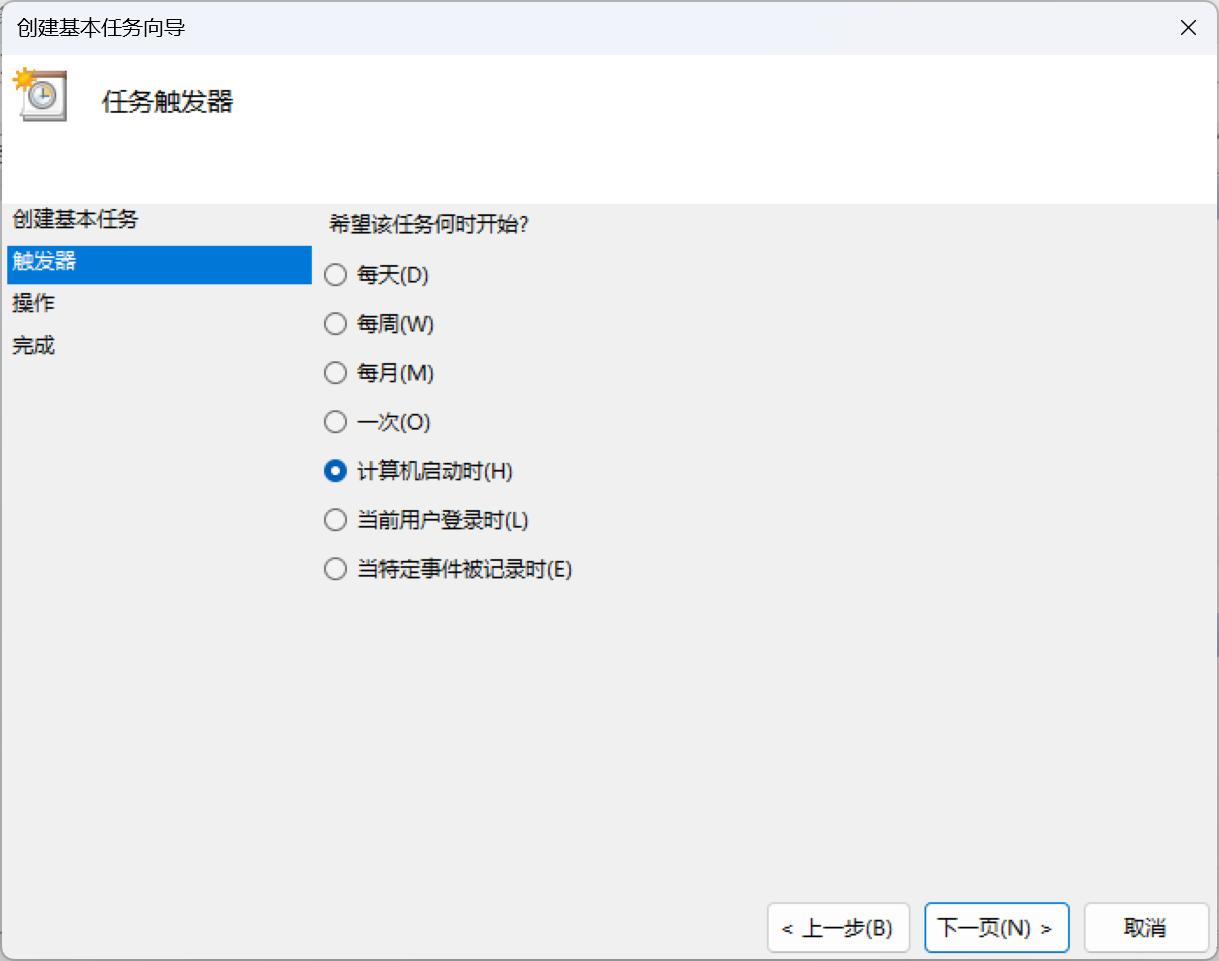 创建基本任务向导
任务触发器
创建基本任务
触发器
操作
完成
希望该任务何时开始?
每天(D)
每周(W)
每月(M)
一次(O)
计算机启动时(H)
当前用户登录时(L)
当特定事件被记录时(E)
< 上一步(B)
下一页(N) >
取消